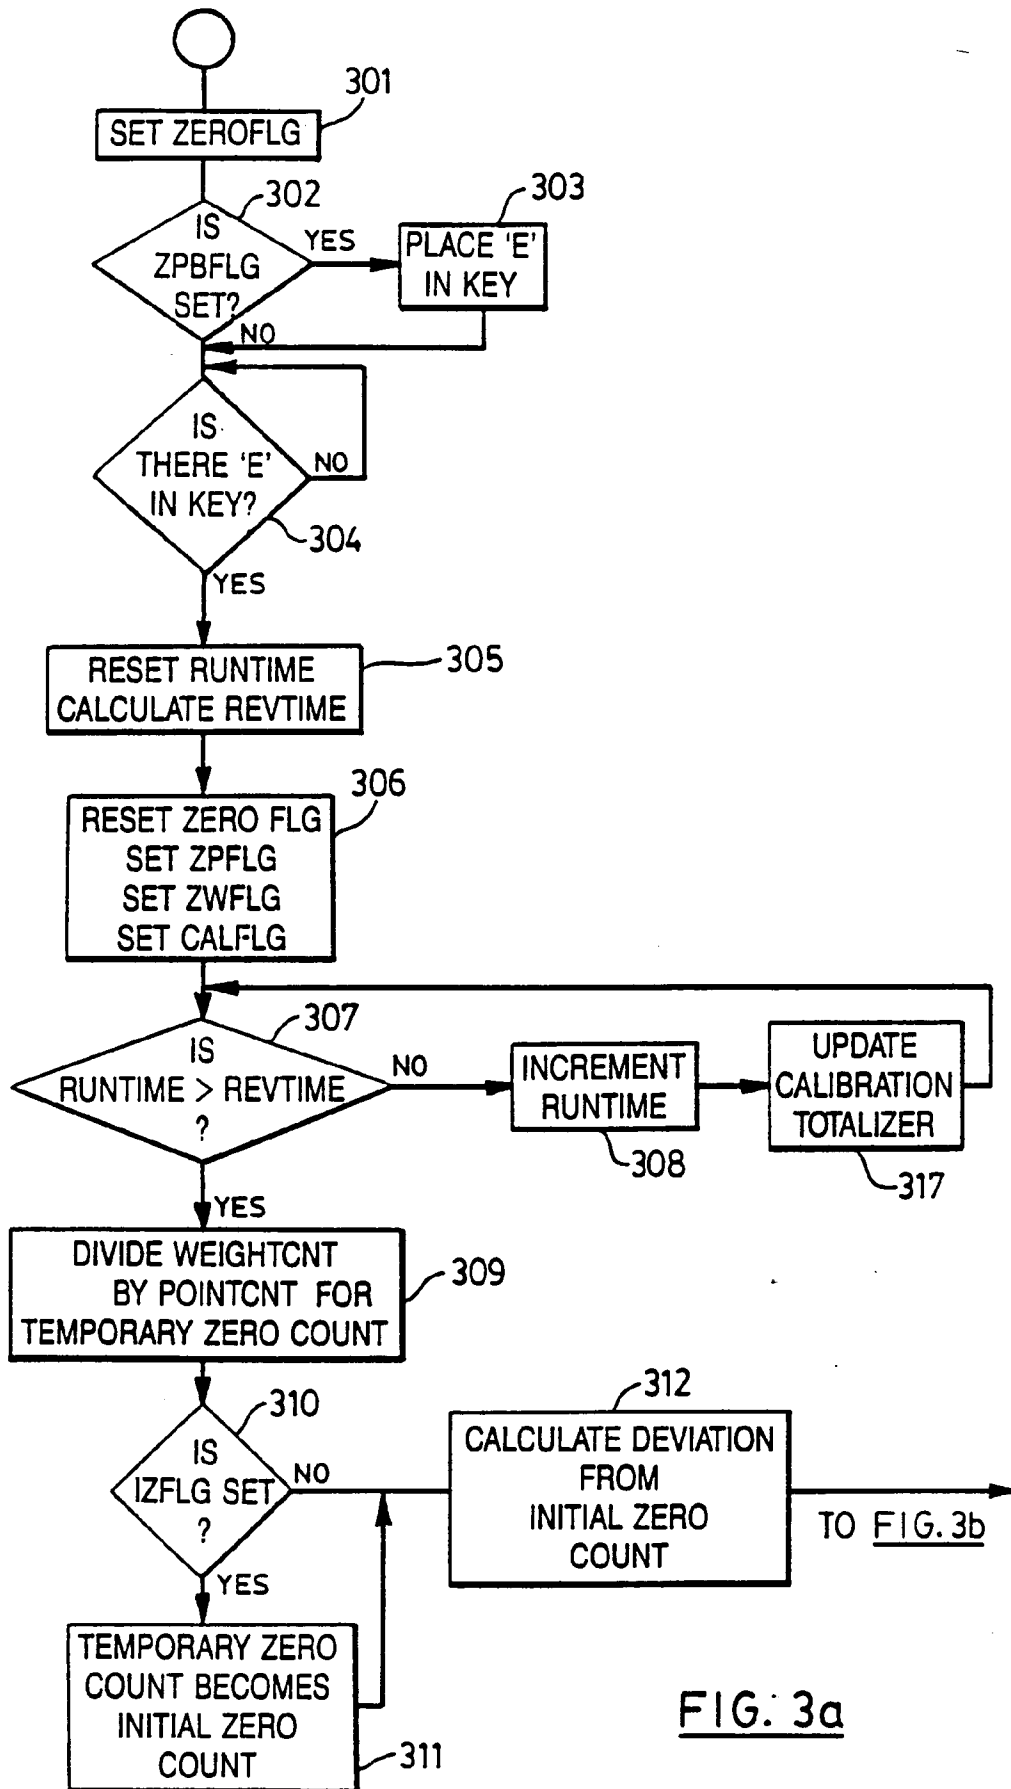 301
SET ZEROFLG
302
IS
ZPBFLG
SET?
YES
303
PLACE 'E'
IN KEY
NO
IS
THERE 'E'
IN KEY?
NO
304
YES
RESET RUNTIME
CALCULATE REVTIME
305
306
RESET ZERO FLG
SET ZPFLG
SET ZWFLG
SET CALFLG
307
IS
RUNTIME > REVTIME
?
NO
INCREMENT
RUNTIME
308
UPDATE
CALIBRATION
TOTALIZER
317
YES
DIVIDE WEIGHTCNT
BY POINTCNT FOR
TEMPORARY ZERO COUNT
309
310
IS
IZFLG SET
?
NO
312
CALCULATE DEVIATION
FROM
INITIAL ZERO
COUNT
TO FIG. 3b
YES
TEMPORARY ZERO
COUNT BECOMES
INITIAL ZERO
COUNT
311
FIG. 3a